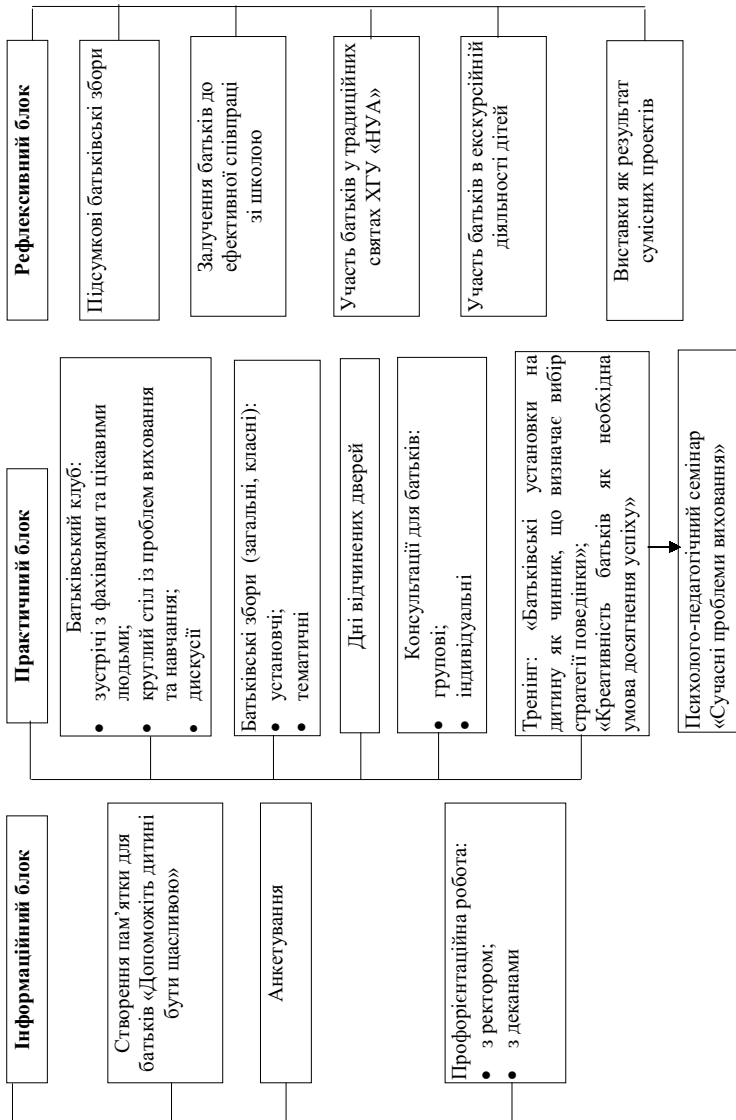 Інформаційний блок
Створення пам’ятки для
батьків «Допоможіть дитині
бути щасливою»
Анкетування
Профорієнтаційна робота:
• з ректором;
• з деканами
Практичний блок
Батьківський клуб:
• зустрічі з фахівцями та цікавими
людьми;
• круглий стіл із проблем виховання
та навчання;
• дискусії
Батьківські збори (загальні, класні):
• установчі;
• тематичні
Дні відчинених дверей
Консультації для батьків:
• групові;
• індивідуальні
Тренінг: «Батьківські установки на
дитину як чинник, що визначає вибір
стратегії поведінки»;
«Креативність батьків як необхідна
умова досягнення успіху»
Психолого-педагогічний семінар
«Сучасні проблеми виховання»
Рефлексивний блок
Підсумкові батьківські збори
Залучення батьків до
ефективної співпраці
зі школою
Участь батьків у традиційних
святах ХГУ «НУА»
Участь батьків в екскурсійній
діяльності дітей
Виставки як результат
сумісних проектів